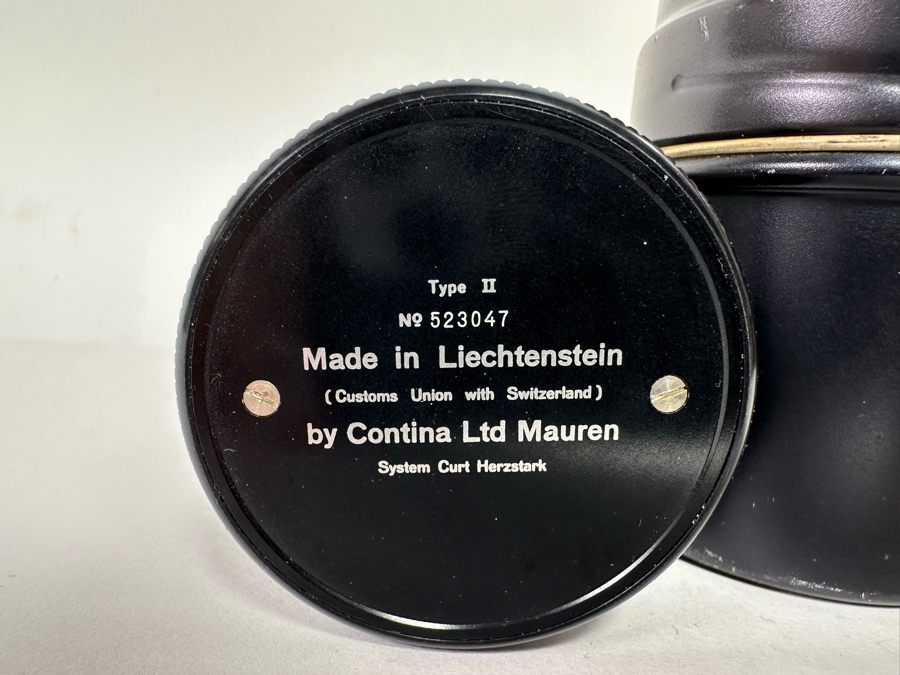 Type II
Nº 523047
Made in Liechtenstein
(Customs Union with Switzerland)
by Contina Ltd Mauren
System Curt Herzstark